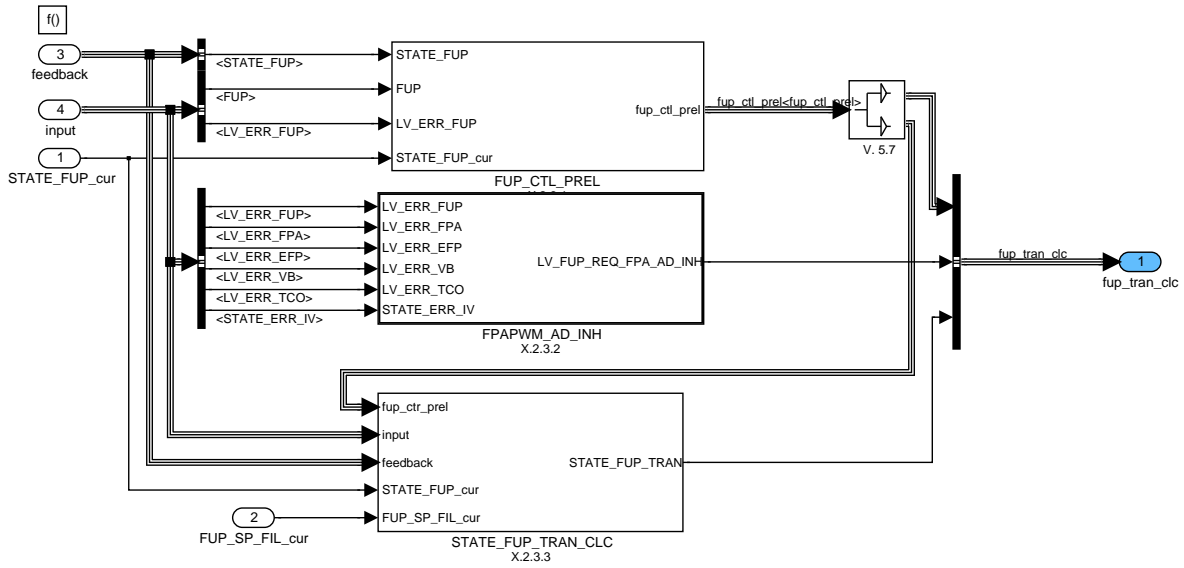 f()
3
feedback
4
input
1
STATE_FUP_cur
<STATE_FUP>
<FUP>
<LV_ERR_FUP>
STATE_FUP
FUP
LV_ERR_FUP
STATE_FUP_cur
fup_ctl_prel
FUP_CTL_PREL
fup_ctl_prel<fup_ctl_prel>
V. 5.7
<LV_ERR_FUP>
<LV_ERR_FPA>
<LV_ERR_EFP>
<LV_ERR_VB>
<LV_ERR_TCO>
<STATE_ERR_IV>
LV_ERR_FUP
LV_ERR_FPA
LV_ERR_EFP
LV_ERR_VB
LV_ERR_TCO
STATE_ERR_IV
LV_FUP_REQ_FPA_AD_INH
FPAPWM_AD_INH
X.2.3.2
fup_tran_clc
1
fup_tran_clc
fup_ctr_prel
input
feedback
STATE_FUP_cur
FUP_SP_FIL_cur
STATE_FUP_TRAN
2
FUP_SP_FIL_cur
STATE_FUP_TRAN_CLC
X.2.3.3